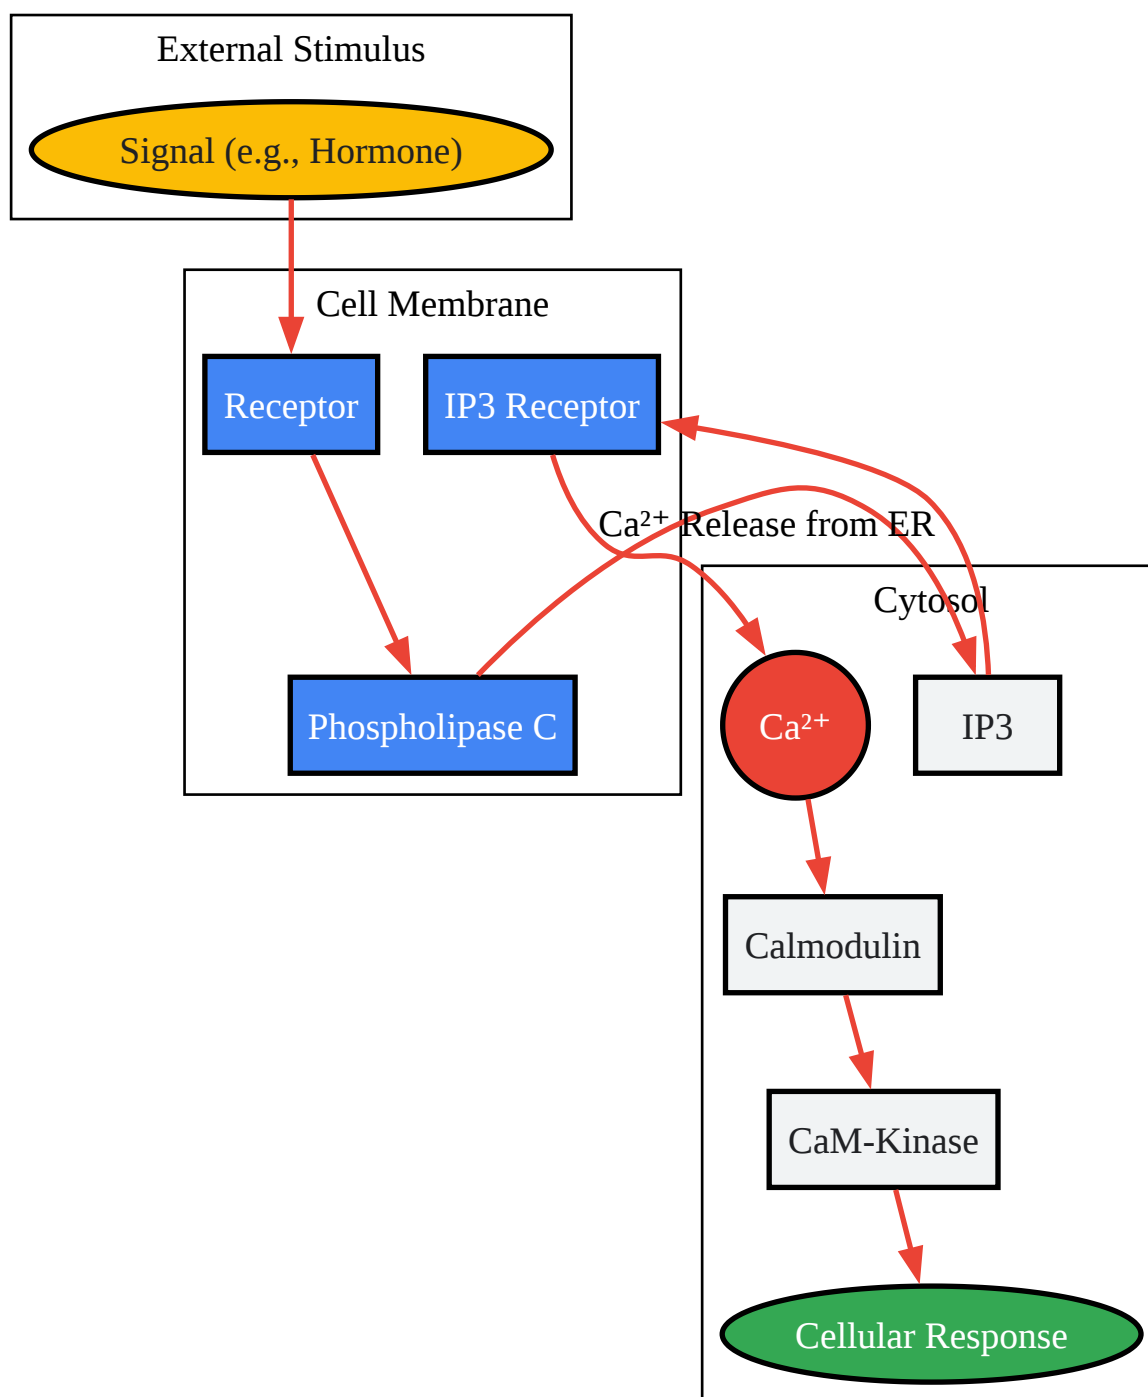 External Stimulus
Signal (e.g., Hormone)
Cell Membrane
Receptor
IP3 Receptor
Ca²⁺ Release from ER
Cytosol
Phospholipase C
Ca²⁺
IP3
Calmodulin
CaM-Kinase
Cellular Response